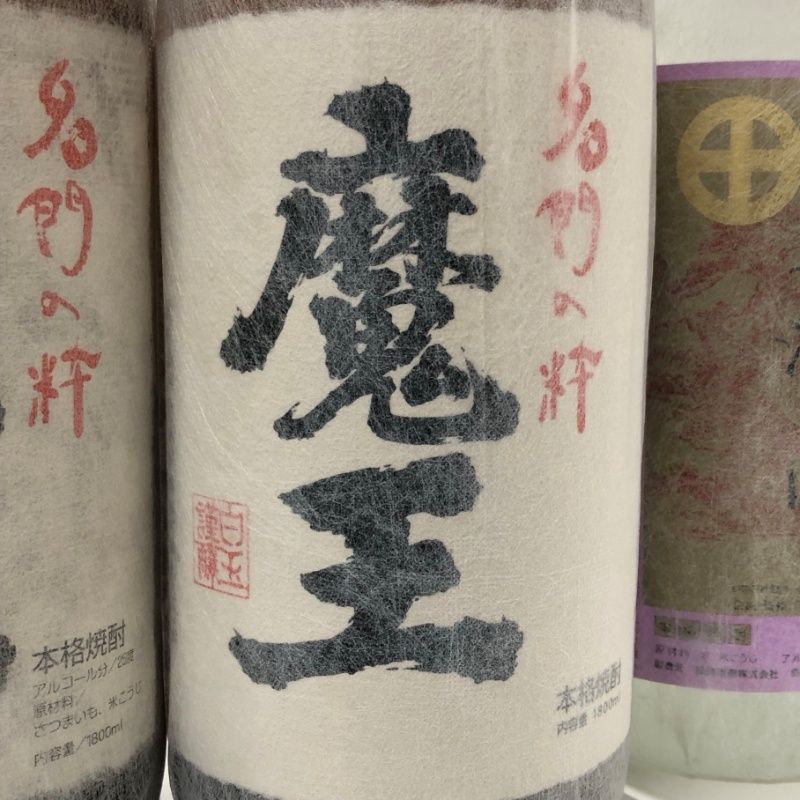 名門の粋
本格焼酎
アルコール分/25度
原材料/
さつまいも、米こうじ
内容量/1800ml
魔王
名門の粋
白玉
謹醸
本格焼酎
内容量 1800ml